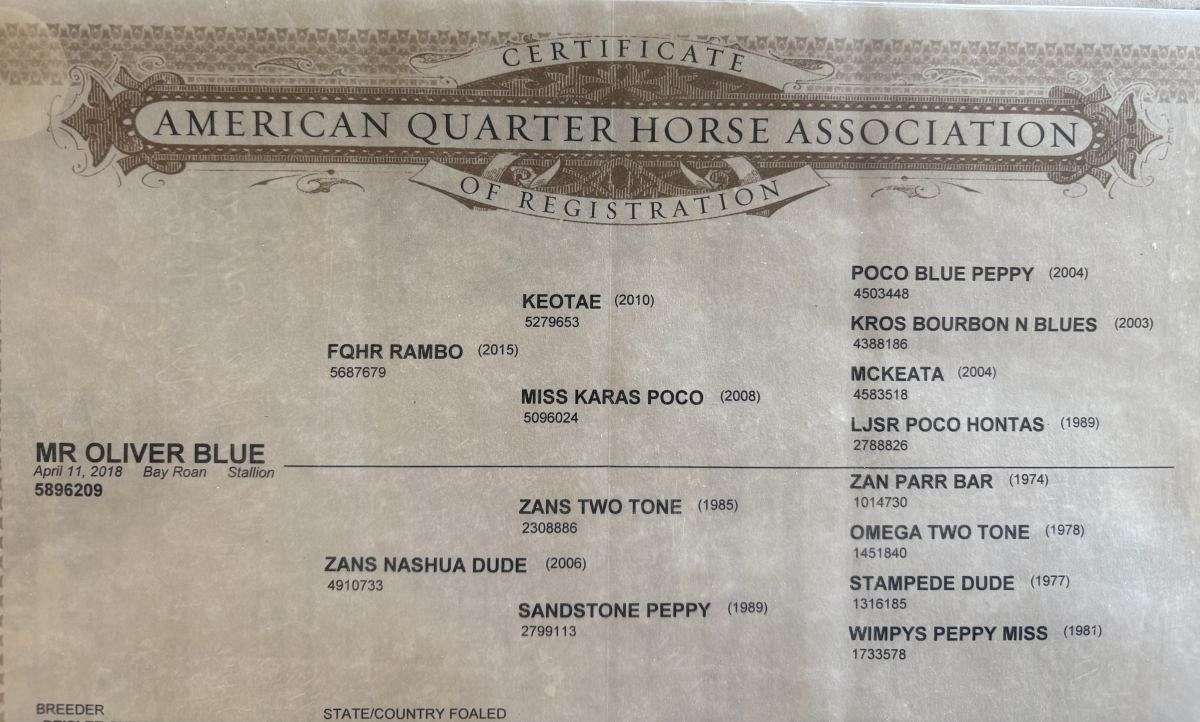 CERTIFICATE
AMERICAN QUARTER HORSE ASSOCIATION
OF REGISTRATION
POCO BLUE PEPPY (2004)
4503448
KEOTAE (2010)
5279653
KROS BOURBON N BLUES (2003)
4388186
FQHR RAMBO (2015)
5687679
MCKEATA (2004)
4583518
MISS KARAS POCO (2008)
5096024
LJSR POCO HONTAS (1989)
2788826
MR OLIVER BLUE
April 11, 2018 Bay Roan Stallion
5896209
ZAN PARR BAR (1974)
1014730
ZANS TWO TONE (1985)
2308886
OMEGA TWO TONE (1978)
1451840
ZANS NASHUA DUDE (2006)
4910733
STAMPEDE DUDE (1977)
1316185
SANDSTONE PEPPY (1989)
2799113
WIMPYS PEPPY MISS (1981)
1733578
BREEDER
STATE/COUNTRY FOALED